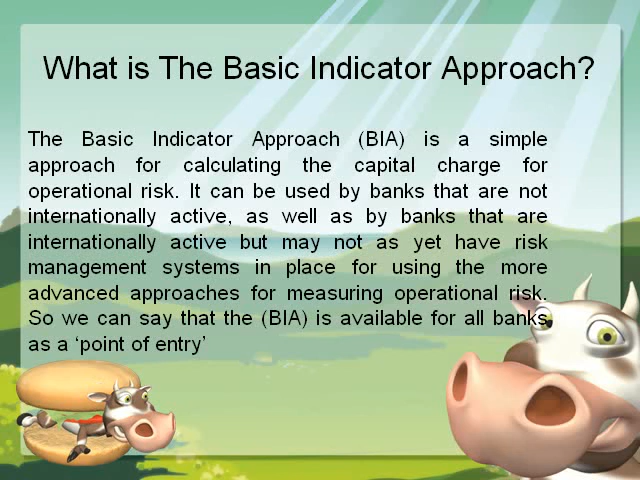 What is The Basic Indicator Approach?
The Basic Indicator Approach (BIA) is a simple
approach for calculating the capital charge for
operational risk. It can be used by banks that are not
internationally active, as well as by banks that are
internationally active but may not as yet have risk
management systems in place for using the more
advanced approaches for measuring operational risk.
So we can say that the (BIA) is available for all banks
as a ‘point of entry’